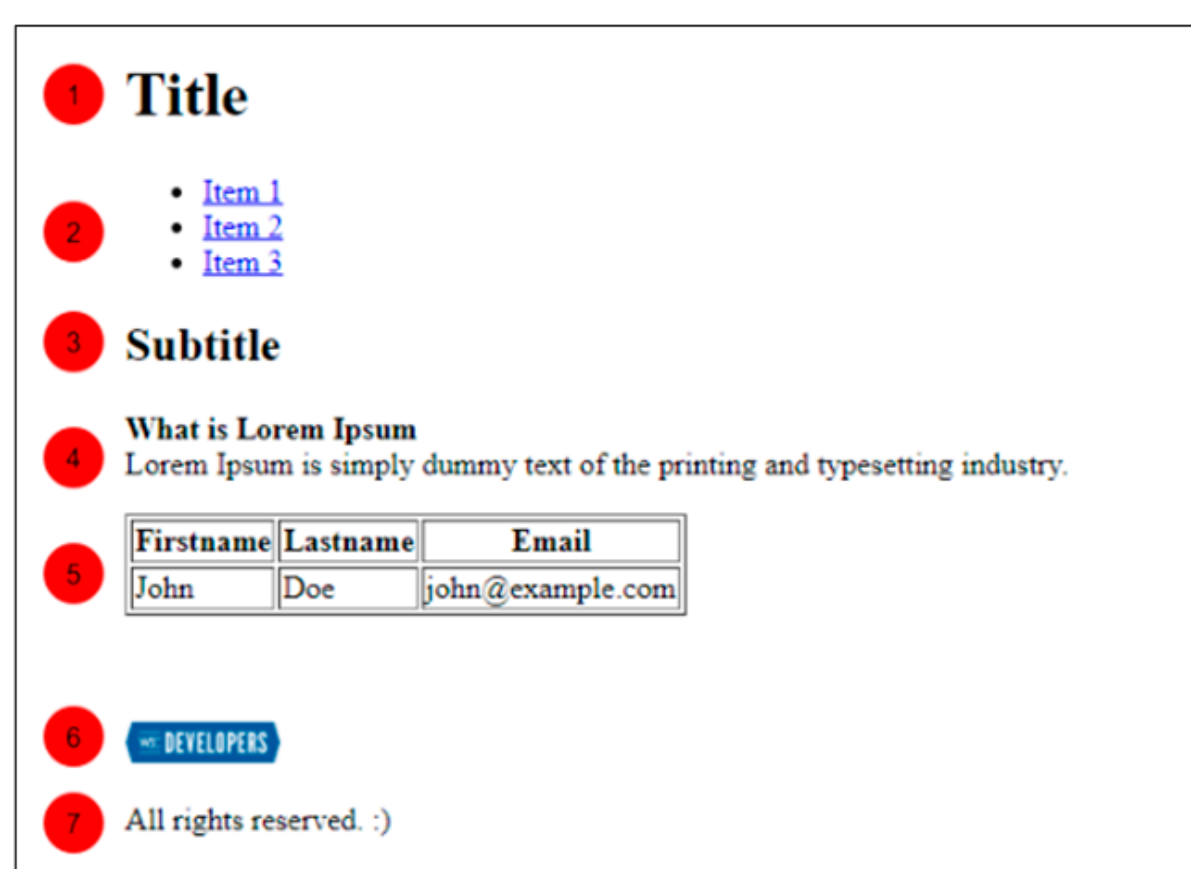 1 Title
• Item 1
2 • Item 2
• Item 3
3 Subtitle
What is Lorem Ipsum
4 Lorem Ipsum is simply dummy text of the printing and typesetting industry.
Firstname Lastname Email
5 John Doe john@example.com
6 W3C DEVELOPERS
7 All rights reserved. :)